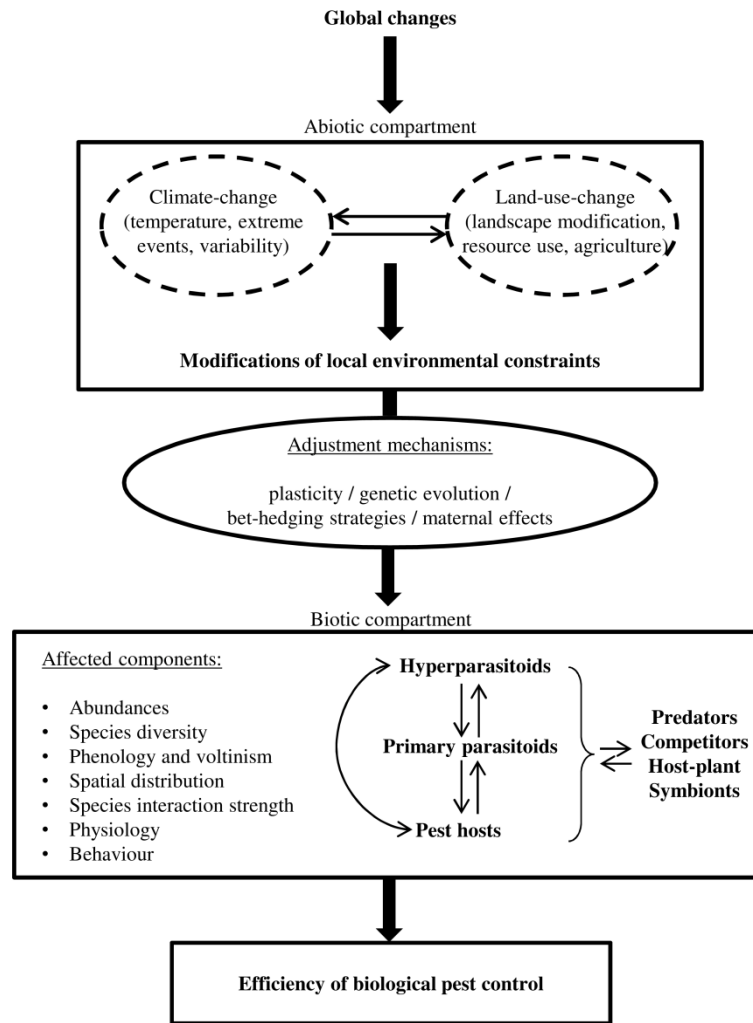 Global changes
Abiotic compartment
Climate-change
(temperature, extreme
events, variability)
Land-use-change
(landscape modification,
resource use, agriculture)
Modifications of local environmental constraints
Adjustment mechanisms:
plasticity / genetic evolution /
bet-hedging strategies / maternal effects
Biotic compartment
Affected components:
• Abundances
• Species diversity
• Phenology and voltinism
• Spatial distribution
• Species interaction strength
• Physiology
• Behaviour
Hyperparasitoids
Primary parasitoids
Pest hosts
Predators
Competitors
Host-plant
Symbionts
Efficiency of biological pest control